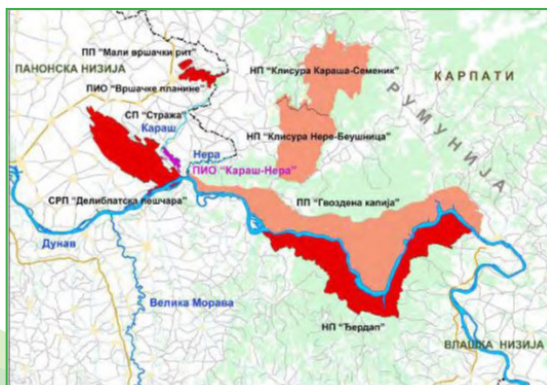 ПП "Мали вршачки рит"
ПАНОНСКА НИЗИЈА
НП "Клисура Караша-Семеник"
КАРПАТИ
ПИО "Вршачке планине"
РУМУНИЈА
СП "Стража"
Караш
НП "Клисура Нере-Беушница"
Нера
ПИО "Караш-Нера"
СРП "Делиблатска пешчара"
ПП "Гвоздена капија"
Дунав
Велика Морава
НП "Ђердап"
ВЛАШКА НИЗИЈА